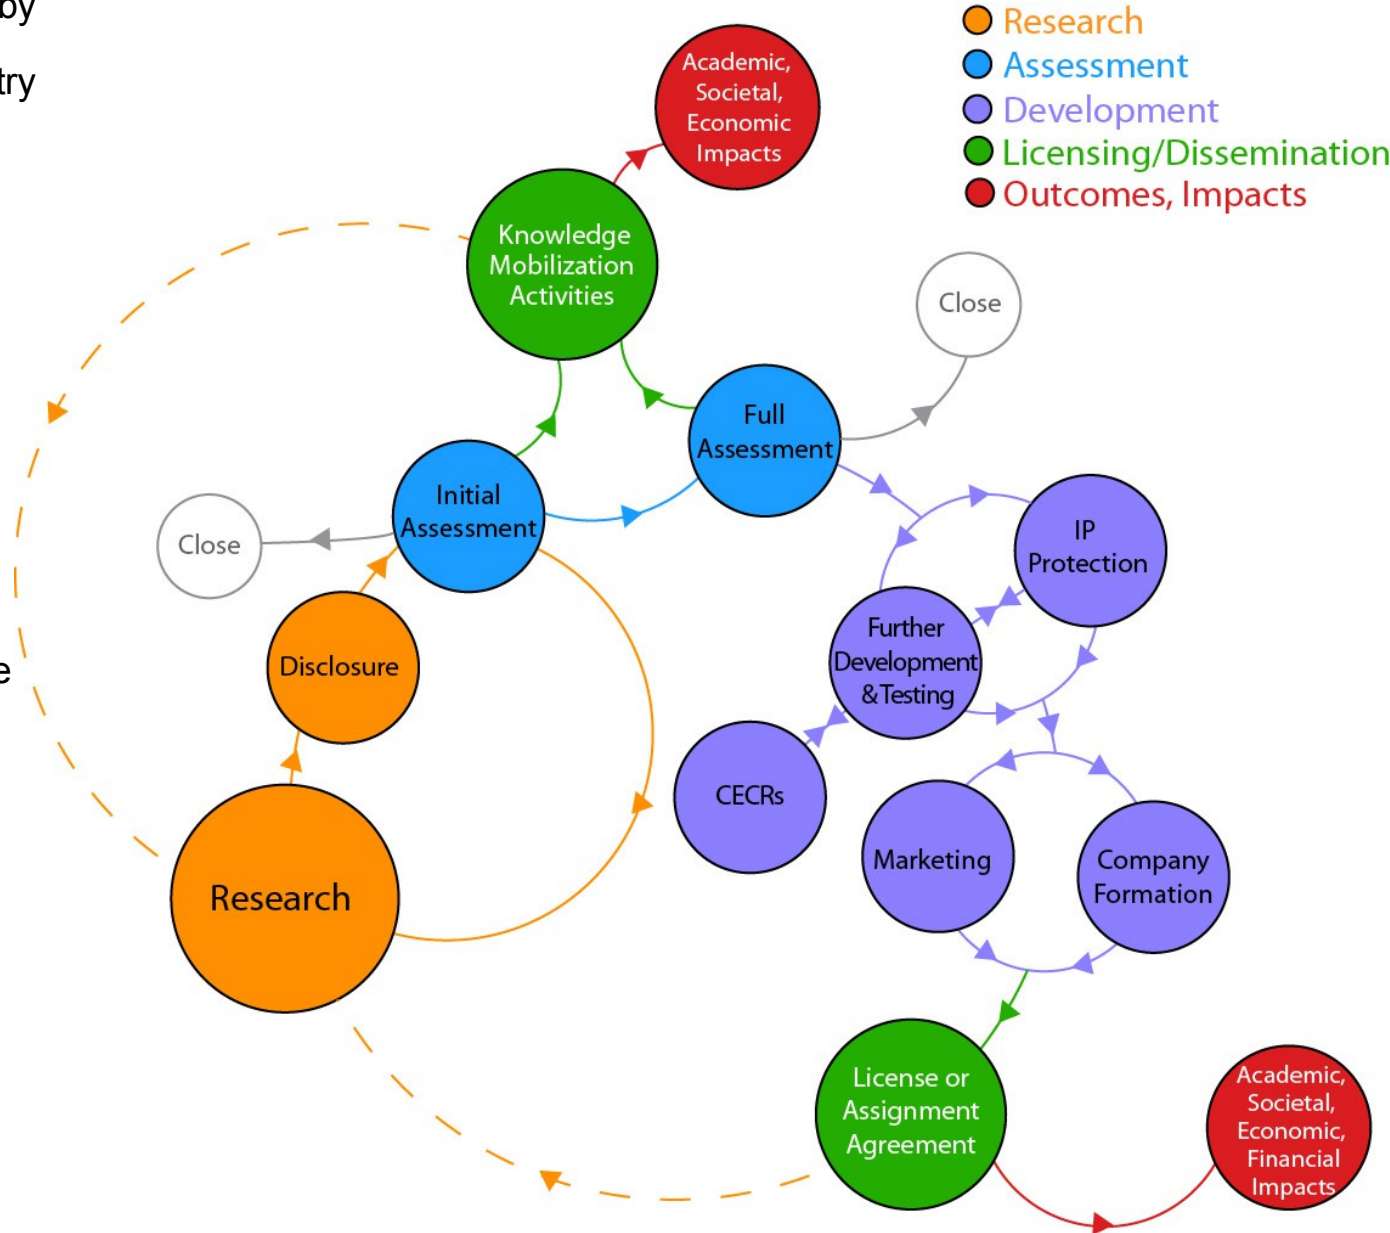 by
try
e
Research
Assessment
Development
Licensing/Dissemination
Outcomes, Impacts
Academic,
Societal,
Economic
Impacts
Knowledge
Mobilization
Activities
Close
Full
Assessment
Initial
Assessment
Close
IP
Protection
Further
Development
& Testing
Disclosure
CECRs
Marketing
Company
Formation
Research
License or
Assignment
Agreement
Academic,
Societal,
Economic,
Financial
Impacts